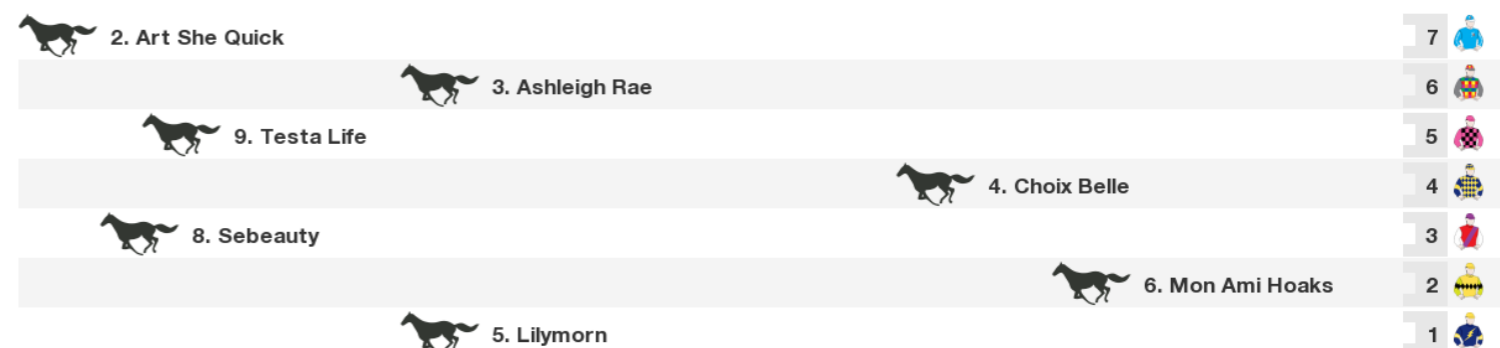 2. Art She Quick 7
3. Ashleigh Rae 6
9. Testa Life 5
4. Choix Belle 4
8. Sebeauty 3
6. Mon Ami Hoaks 2
5. Lilymorn 1